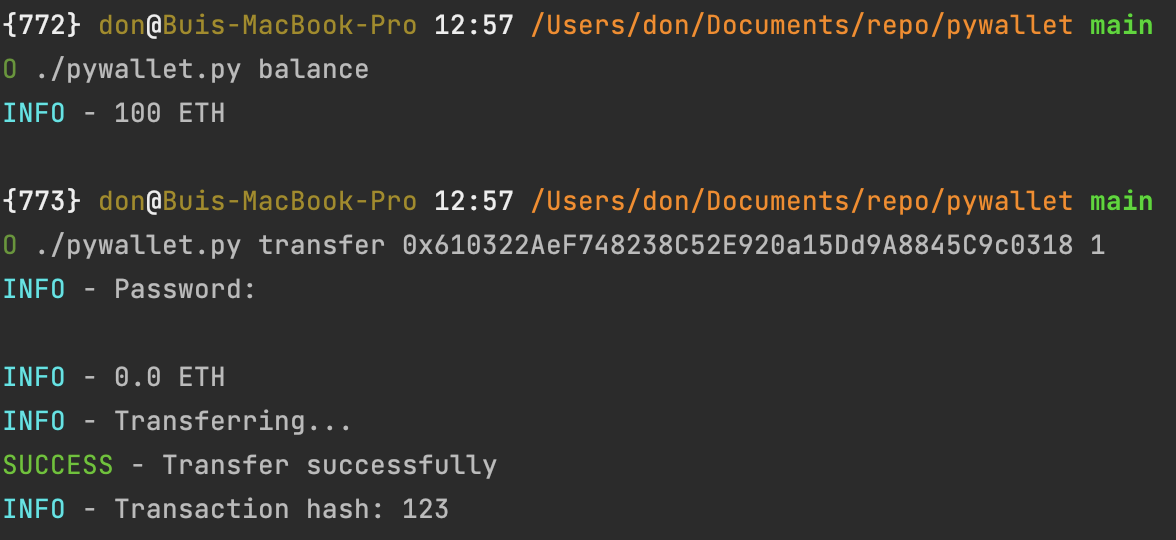 {772} don@Buis-MacBook-Pro 12:57 /Users/don/Documents/repo/pywallet main
O ./pywallet.py balance
INFO - 100 ETH
{773} don@Buis-MacBook-Pro 12:57 /Users/don/Documents/repo/pywallet main
O ./pywallet.py transfer 0x610322AeF748238C52E920a15Dd9A8845C9c0318 1
INFO - Password:
INFO - 0.0 ETH
INFO - Transferring...
SUCCESS - Transfer successfully
INFO - Transaction hash: 123